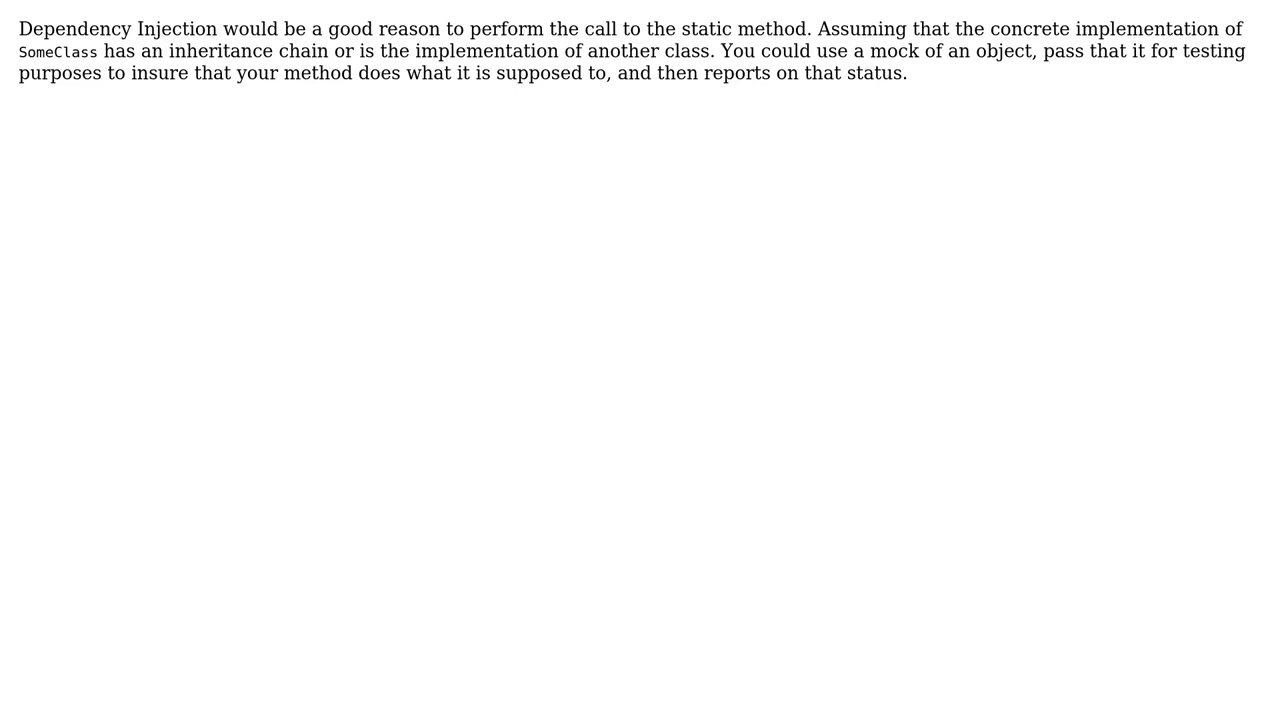 Dependency Injection would be a good reason to perform the call to the static method. Assuming that the concrete implementation of
SomeClass has an inheritance chain or is the implementation of another class. You could use a mock of an object, pass that it for testing
purposes to insure that your method does what it is supposed to, and then reports on that status.